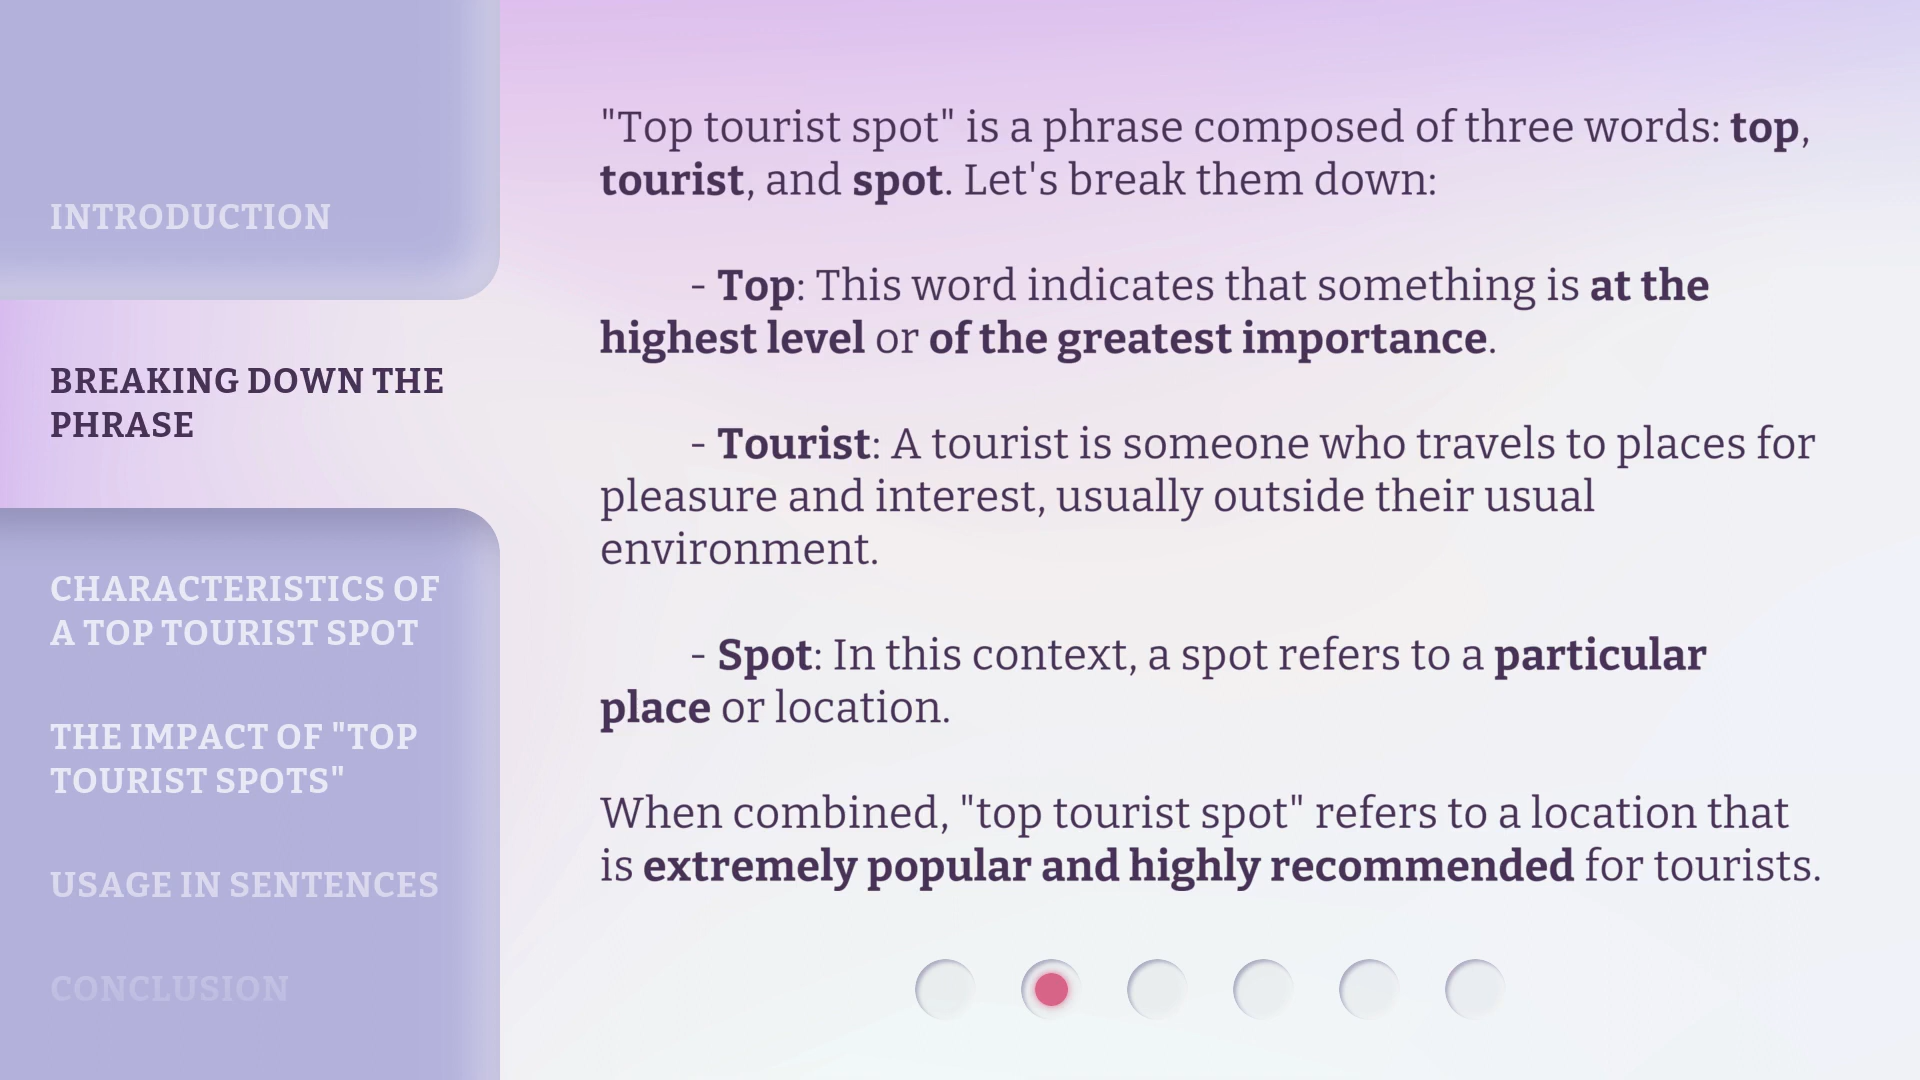 INTRODUCTION
BREAKING DOWN THE
PHRASE
CHARACTERISTICS OF
A TOP TOURIST SPOT
THE IMPACT OF "TOP
TOURIST SPOTS"
USAGE IN SENTENCES
CONCLUSION
"Top tourist spot" is a phrase composed of three words: top,
tourist, and spot. Let's break them down:
- Top: This word indicates that something is at the
highest level or of the greatest importance.
- Tourist: A tourist is someone who travels to places for
pleasure and interest, usually outside their usual
environment.
- Spot: In this context, a spot refers to a particular
place or location.
When combined, "top tourist spot" refers to a location that
is extremely popular and highly recommended for tourists.